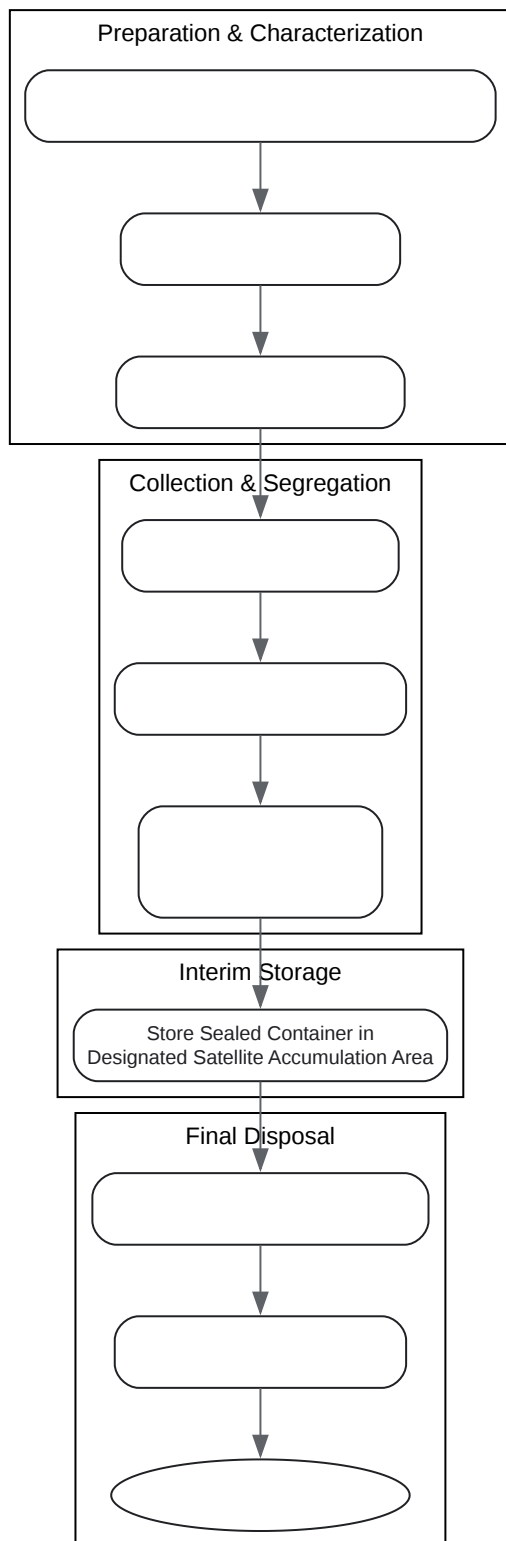 Preparation & Characterization
Collection & Segregation
Interim Storage
Store Sealed Container in
Designated Satellite Accumulation Area
Final Disposal